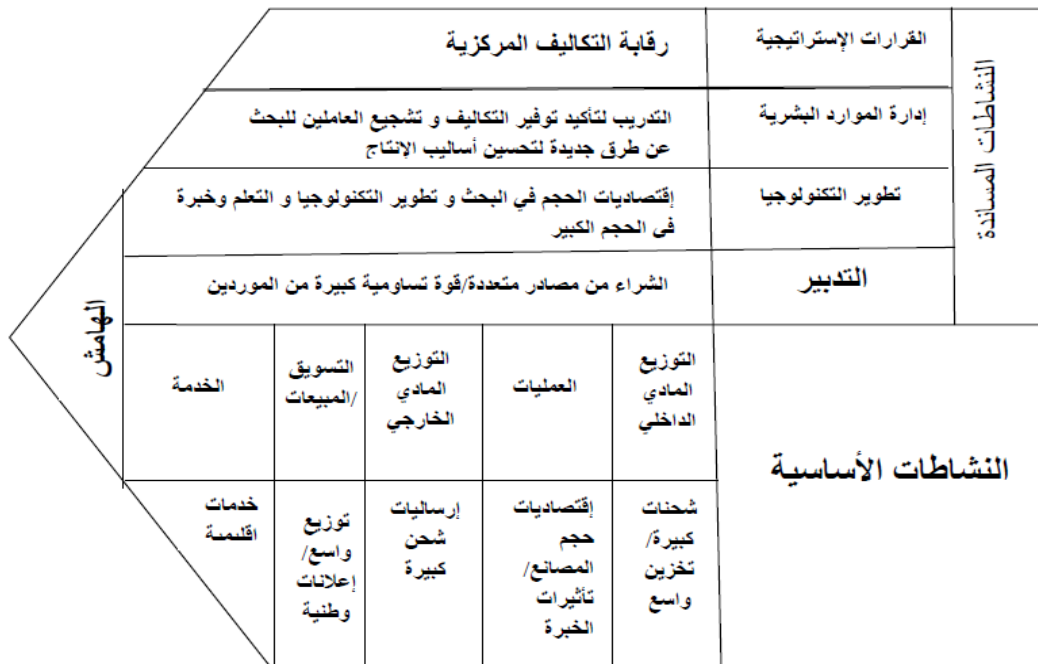 النشاطات المساندة
القرارات الإستراتيجية
رقابة التكاليف المركزية
إدارة الموارد البشرية
التدريب لتأكيد توفير التكاليف و تشجيع العاملين للبحث
عن طرق جديدة لتحسين أساليب الإنتاج
تطوير التكنولوجيا
إقتصاديات الحجم في البحث و تطوير التكنولوجيا و التعلم وخبرة
في الحجم الكبير
التدبير
الشراء من مصادر متعددة/قوة تساومية كبيرة من الموردين
الهامش
النشاطات الأساسية
التوزيع
المادي
الداخلي
العمليات
التوزيع
المادي
الخارجي
التسويق
/المبيعات
الخدمة
شحنات
كبيرة/
تخزين
واسع
إقتصاديات
حجم
المصانع/
تأثيرات
الخبرة
إرساليات
شحن
كبيرة
توزيع
واسع/
إعلانات
وطنية
خدمات
اقليمية